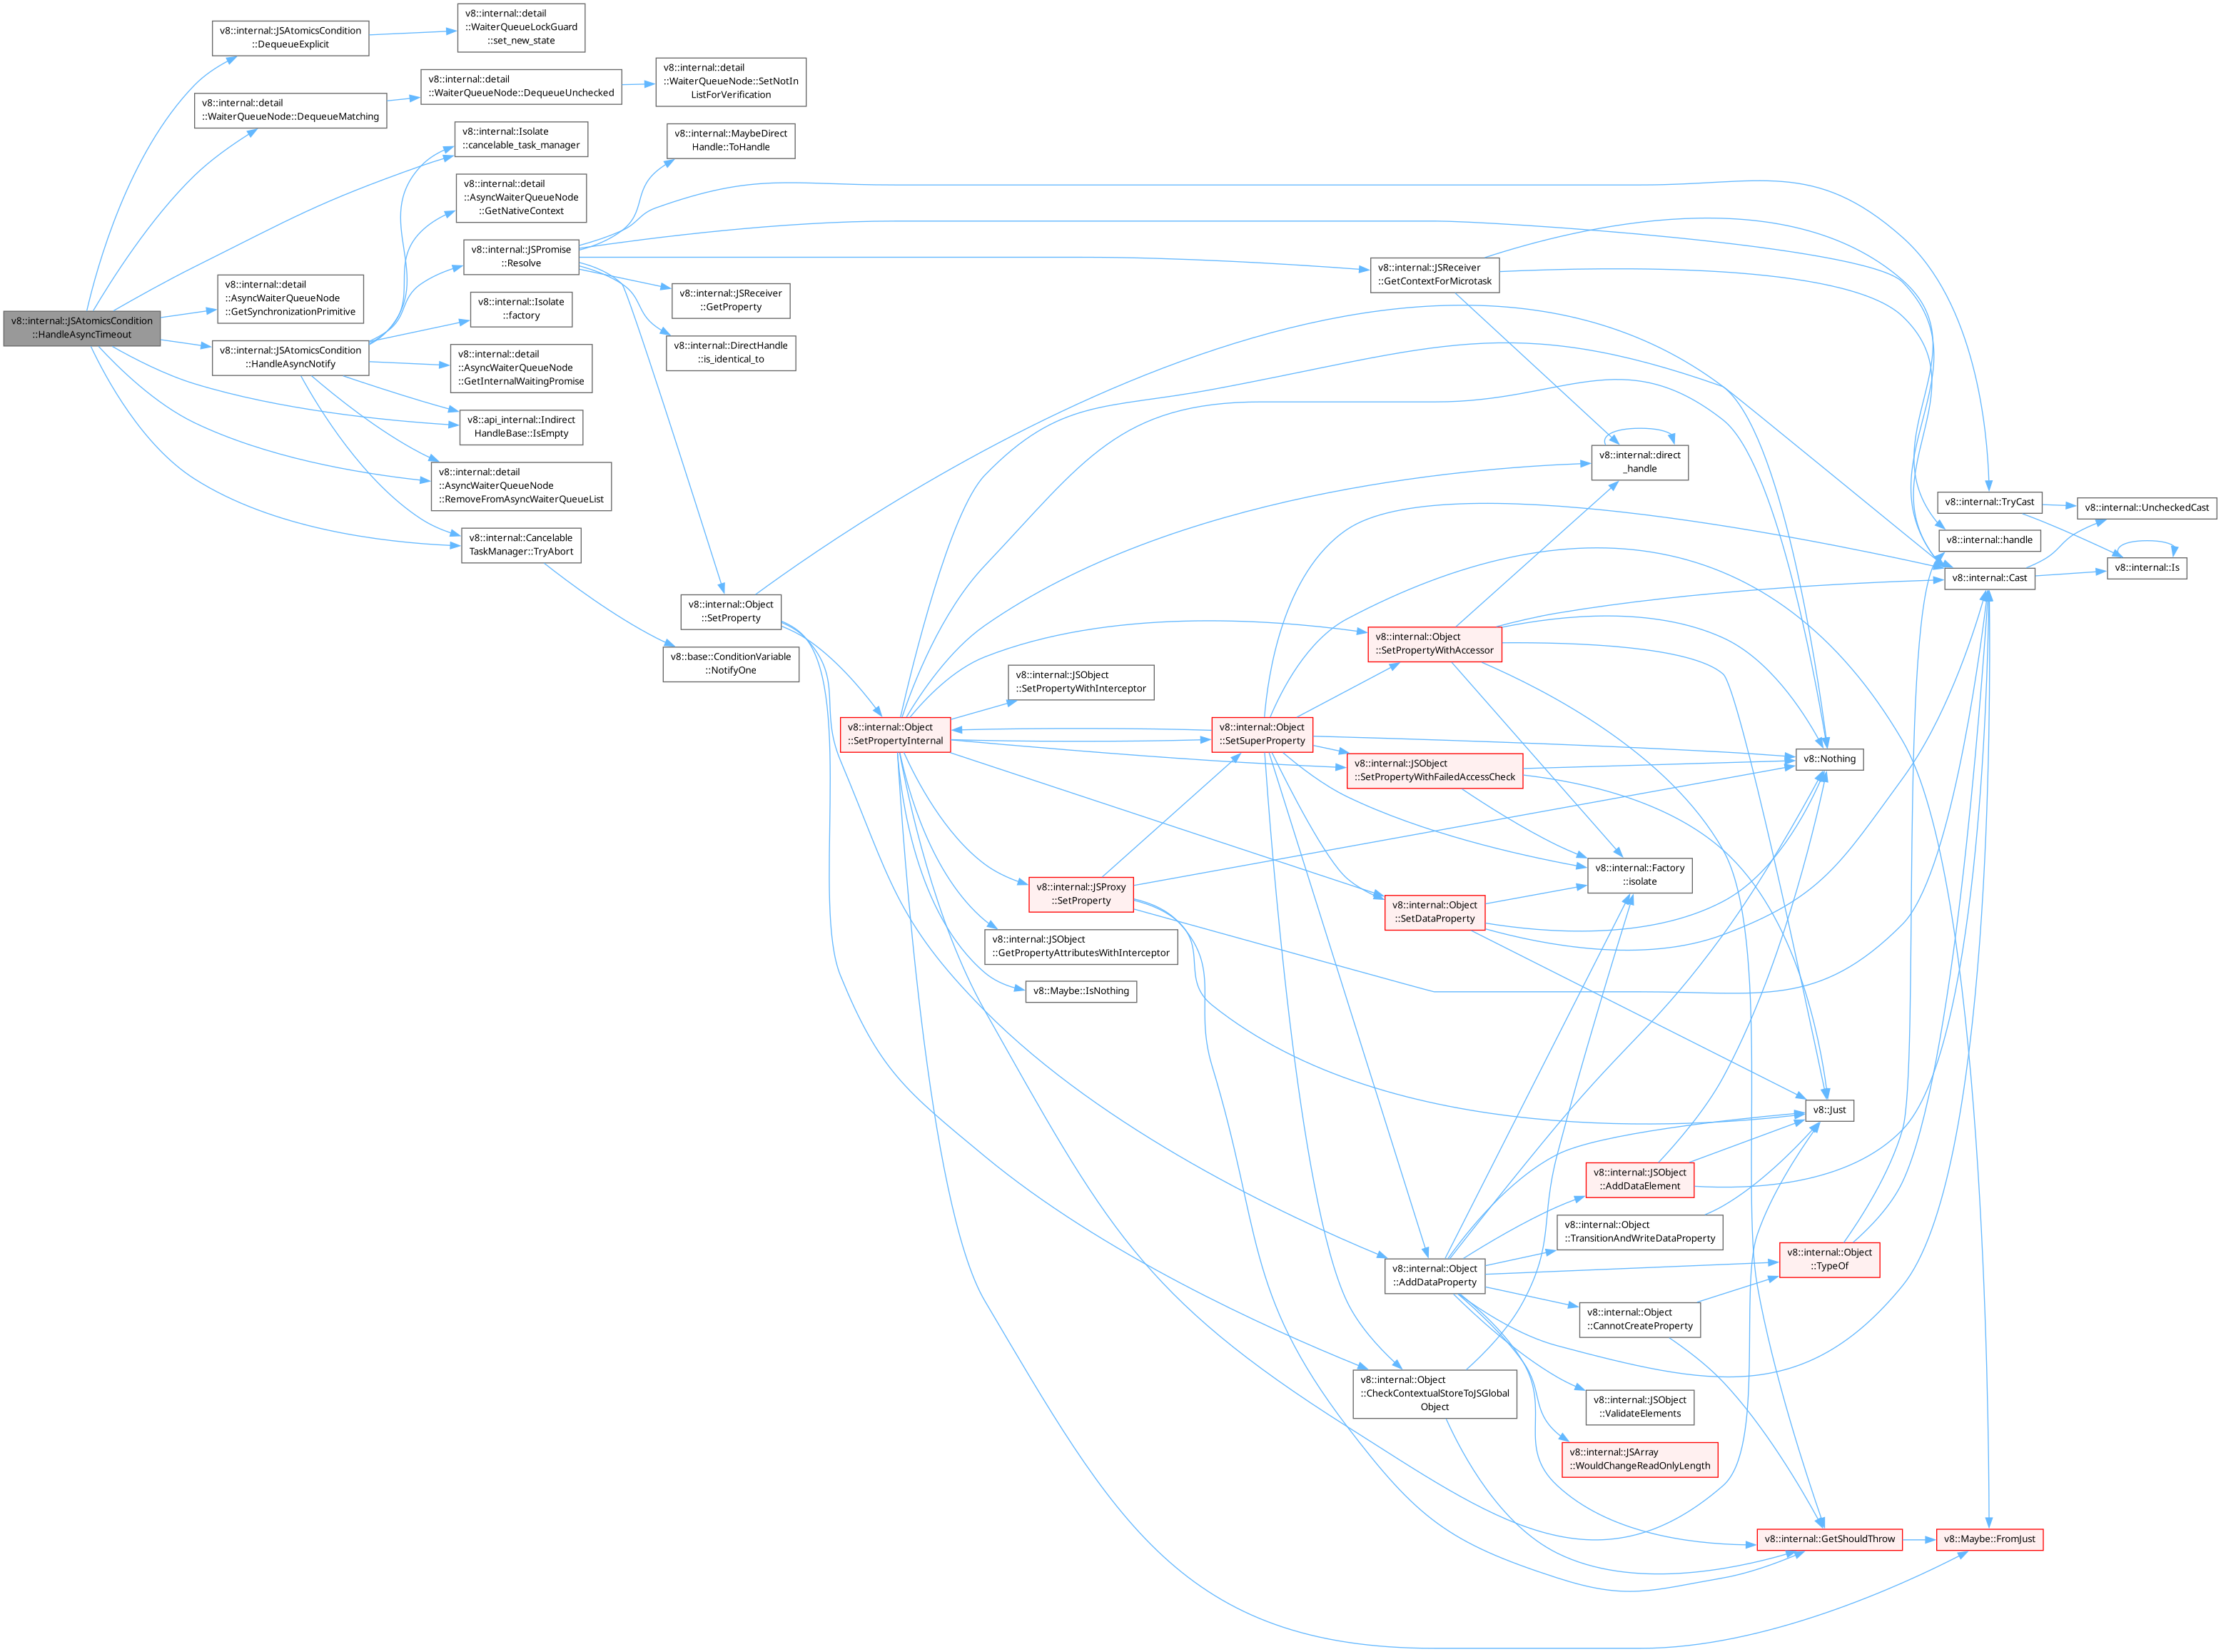 v8::internal::JSAtomicsCondition
::HandleAsyncTimeout
v8::internal::JSAtomicsCondition
::DequeueExplicit
v8::internal::detail
::WaiterQueueLockGuard
::set_new_state
v8::internal::detail
::WaiterQueueNode::DequeueMatching
v8::internal::detail
::WaiterQueueNode::DequeueUnchecked
v8::internal::detail
::WaiterQueueNode::SetNotIn
ListForVerification
v8::internal::Isolate
::cancelable_task_manager
v8::internal::detail
::AsyncWaiterQueueNode
::GetSynchronizationPrimitive
v8::internal::JSAtomicsCondition
::HandleAsyncNotify
v8::internal::detail
::AsyncWaiterQueueNode
::GetNativeContext
v8::internal::JSPromise
::Resolve
v8::internal::Isolate
::factory
v8::internal::detail
::AsyncWaiterQueueNode
::GetInternalWaitingPromise
v8::api_internal::Indirect
HandleBase::IsEmpty
v8::internal::detail
::AsyncWaiterQueueNode
::RemoveFromAsyncWaiterQueueList
v8::internal::Cancelable
TaskManager::TryAbort
v8::internal::MaybeDirect
Handle::ToHandle
v8::internal::JSReceiver
::GetProperty
v8::internal::DirectHandle
::is_identical_to
v8::internal::Object
::SetProperty
v8::base::ConditionVariable
::NotifyOne
v8::internal::Object
::SetPropertyInternal
v8::internal::JSObject
::SetPropertyWithInterceptor
v8::internal::JSProxy
::SetProperty
v8::internal::JSObject
::GetPropertyAttributesWithInterceptor
v8::Maybe::IsNothing
v8::internal::Object
::SetSuperProperty
v8::internal::JSReceiver
::GetContextForMicrotask
v8::internal::Object
::SetPropertyWithAccessor
v8::internal::JSObject
::SetPropertyWithFailedAccessCheck
v8::internal::Object
::SetDataProperty
v8::internal::Object
::AddDataProperty
v8::internal::Object
::CheckContextualStoreToJSGlobal
Object
v8::internal::direct
_handle
v8::internal::Factory
::isolate
v8::internal::JSObject
::AddDataElement
v8::internal::Object
::TransitionAndWriteDataProperty
v8::internal::Object
::CannotCreateProperty
v8::internal::JSObject
::ValidateElements
v8::internal::JSArray
::WouldChangeReadOnlyLength
v8::Nothing
v8::Just
v8::internal::Object
::TypeOf
v8::internal::GetShouldThrow
v8::internal::TryCast
v8::internal::handle
v8::internal::Cast
v8::Maybe::FromJust
v8::internal::UncheckedCast
v8::internal::Is